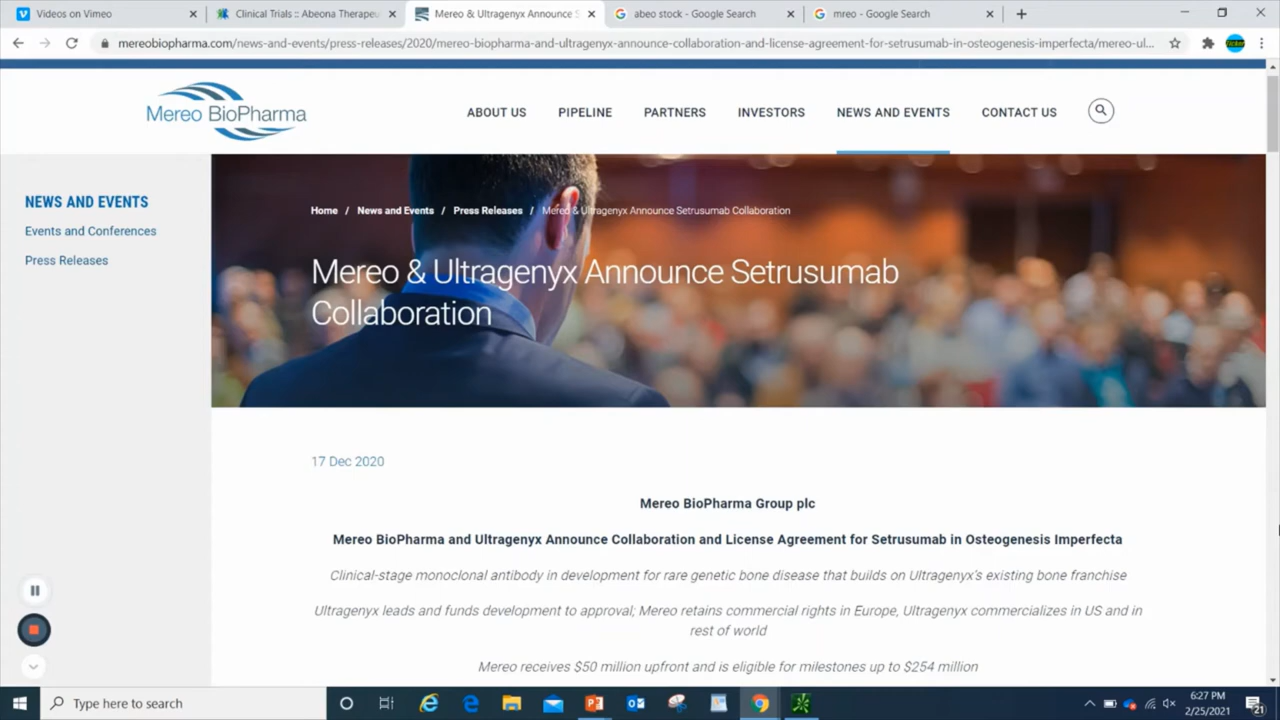 Videos on Vimeo
Clinical Trials :: Abeona Therapeu
Mereo & Ultragenyx Announce S
abeo stock - Google Search
mreo - Google Search
mereobiopharma.com/news-and-events/press-releases/2020/mereo-biopharma-and-ultragenyx-announce-collaboration-and-license-agreement-for-setrusumab-in-osteogenesis-imperfecta/mereo-ul...
Mereo BioPharma
ABOUT US
PIPELINE
PARTNERS
INVESTORS
NEWS AND EVENTS
CONTACT US
NEWS AND EVENTS
Events and Conferences
Press Releases
Home / News and Events / Press Releases / Mereo & Ultragenyx Announce Setrusumab Collaboration
Mereo & Ultragenyx Announce Setrusumab
Collaboration
17 Dec 2020
Mereo BioPharma Group plc
Mereo BioPharma and Ultragenyx Announce Collaboration and License Agreement for Setrusumab in Osteogenesis Imperfecta
Clinical-stage monoclonal antibody in development for rare genetic bone disease that builds on Ultragenyx's existing bone franchise
Ultragenyx leads and funds development to approval; Mereo retains commercial rights in Europe, Ultragenyx commercializes in US and in
rest of world
Mereo receives $50 million upfront and is eligible for milestones up to $254 million
Type here to search
6:27 PM
2/25/2021
21